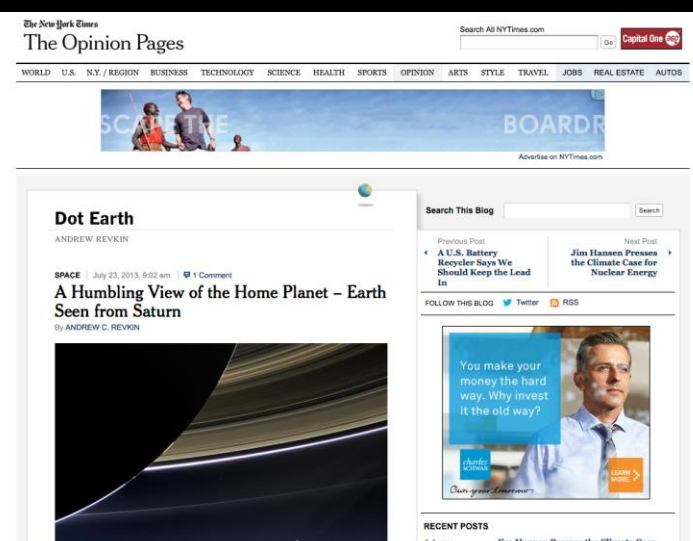 The New York Times
The Opinion Pages
Search All NYTimes.com
Go
Capital One 360
WORLD U.S. N.Y. / REGION BUSINESS TECHNOLOGY SCIENCE HEALTH SPORTS OPINION ARTS STYLE TRAVEL JOBS REAL ESTATE AUTOS
THE
BOARDR
Advertise on NYTimes.com
Dot Earth
ANDREW REVKIN
SPACE | July 23, 2013, 9:02 am | 1 Comment
A Humbling View of the Home Planet – Earth
Seen from Saturn
By ANDREW C. REVKIN
Search This Blog
Search
Previous Post
A U.S. Battery
Recycler Says We
Should Keep the Lead
In
Next Post
Jim Hansen Presses
the Climate Case for
Nuclear Energy
FOLLOW THIS BLOG Twitter RSS
You make your
money the hard
way. Why invest
it the old way?
charles
SCHWAB
Own your tomorrow
LEARN
MORE
RECENT POSTS